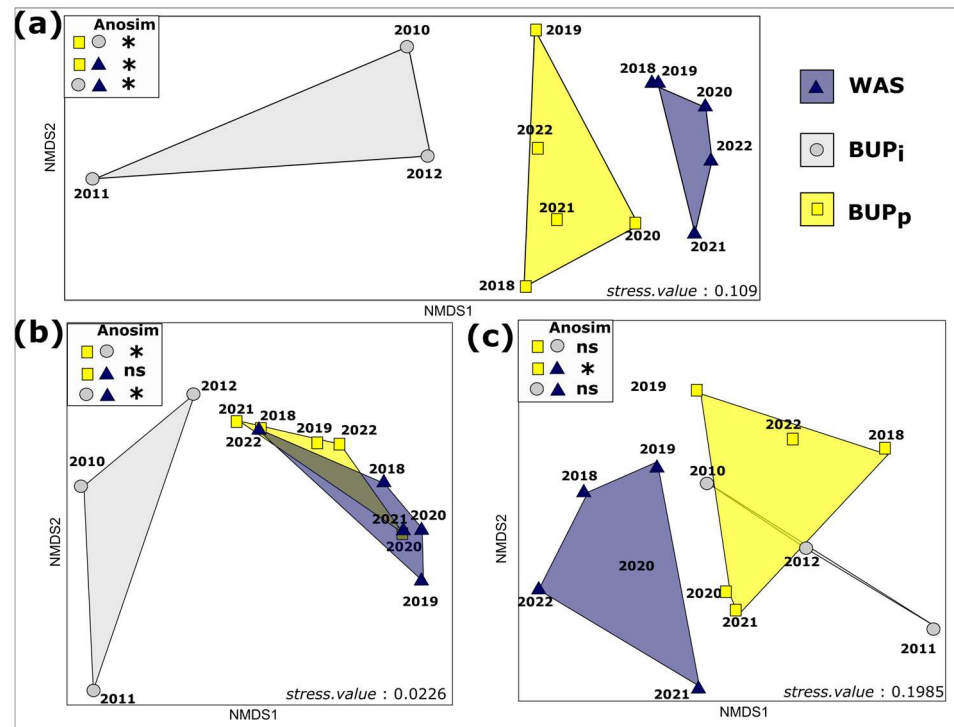 (a)
Anosim
*
*
*
2010
2011
2012
2019
2022
2021
2020
2018
2018 2019
2020
2022
2021
NMDS2
NMDS1
stress.value : 0.109
WAS
BUPi
BUPp
(b)
Anosim
*
ns
*
2012
2010
2011
2021
2018
2022
2019
2022
2018
2021
2020
2020
2019
NMDS2
NMDS1
stress.value : 0.0226
(c)
Anosim
ns
*
ns
2019
2022
2018
2019
2018
2010
2012
2020
2022
2020
2021
2011
2021
NMDS2
NMDS1
stress.value : 0.1985